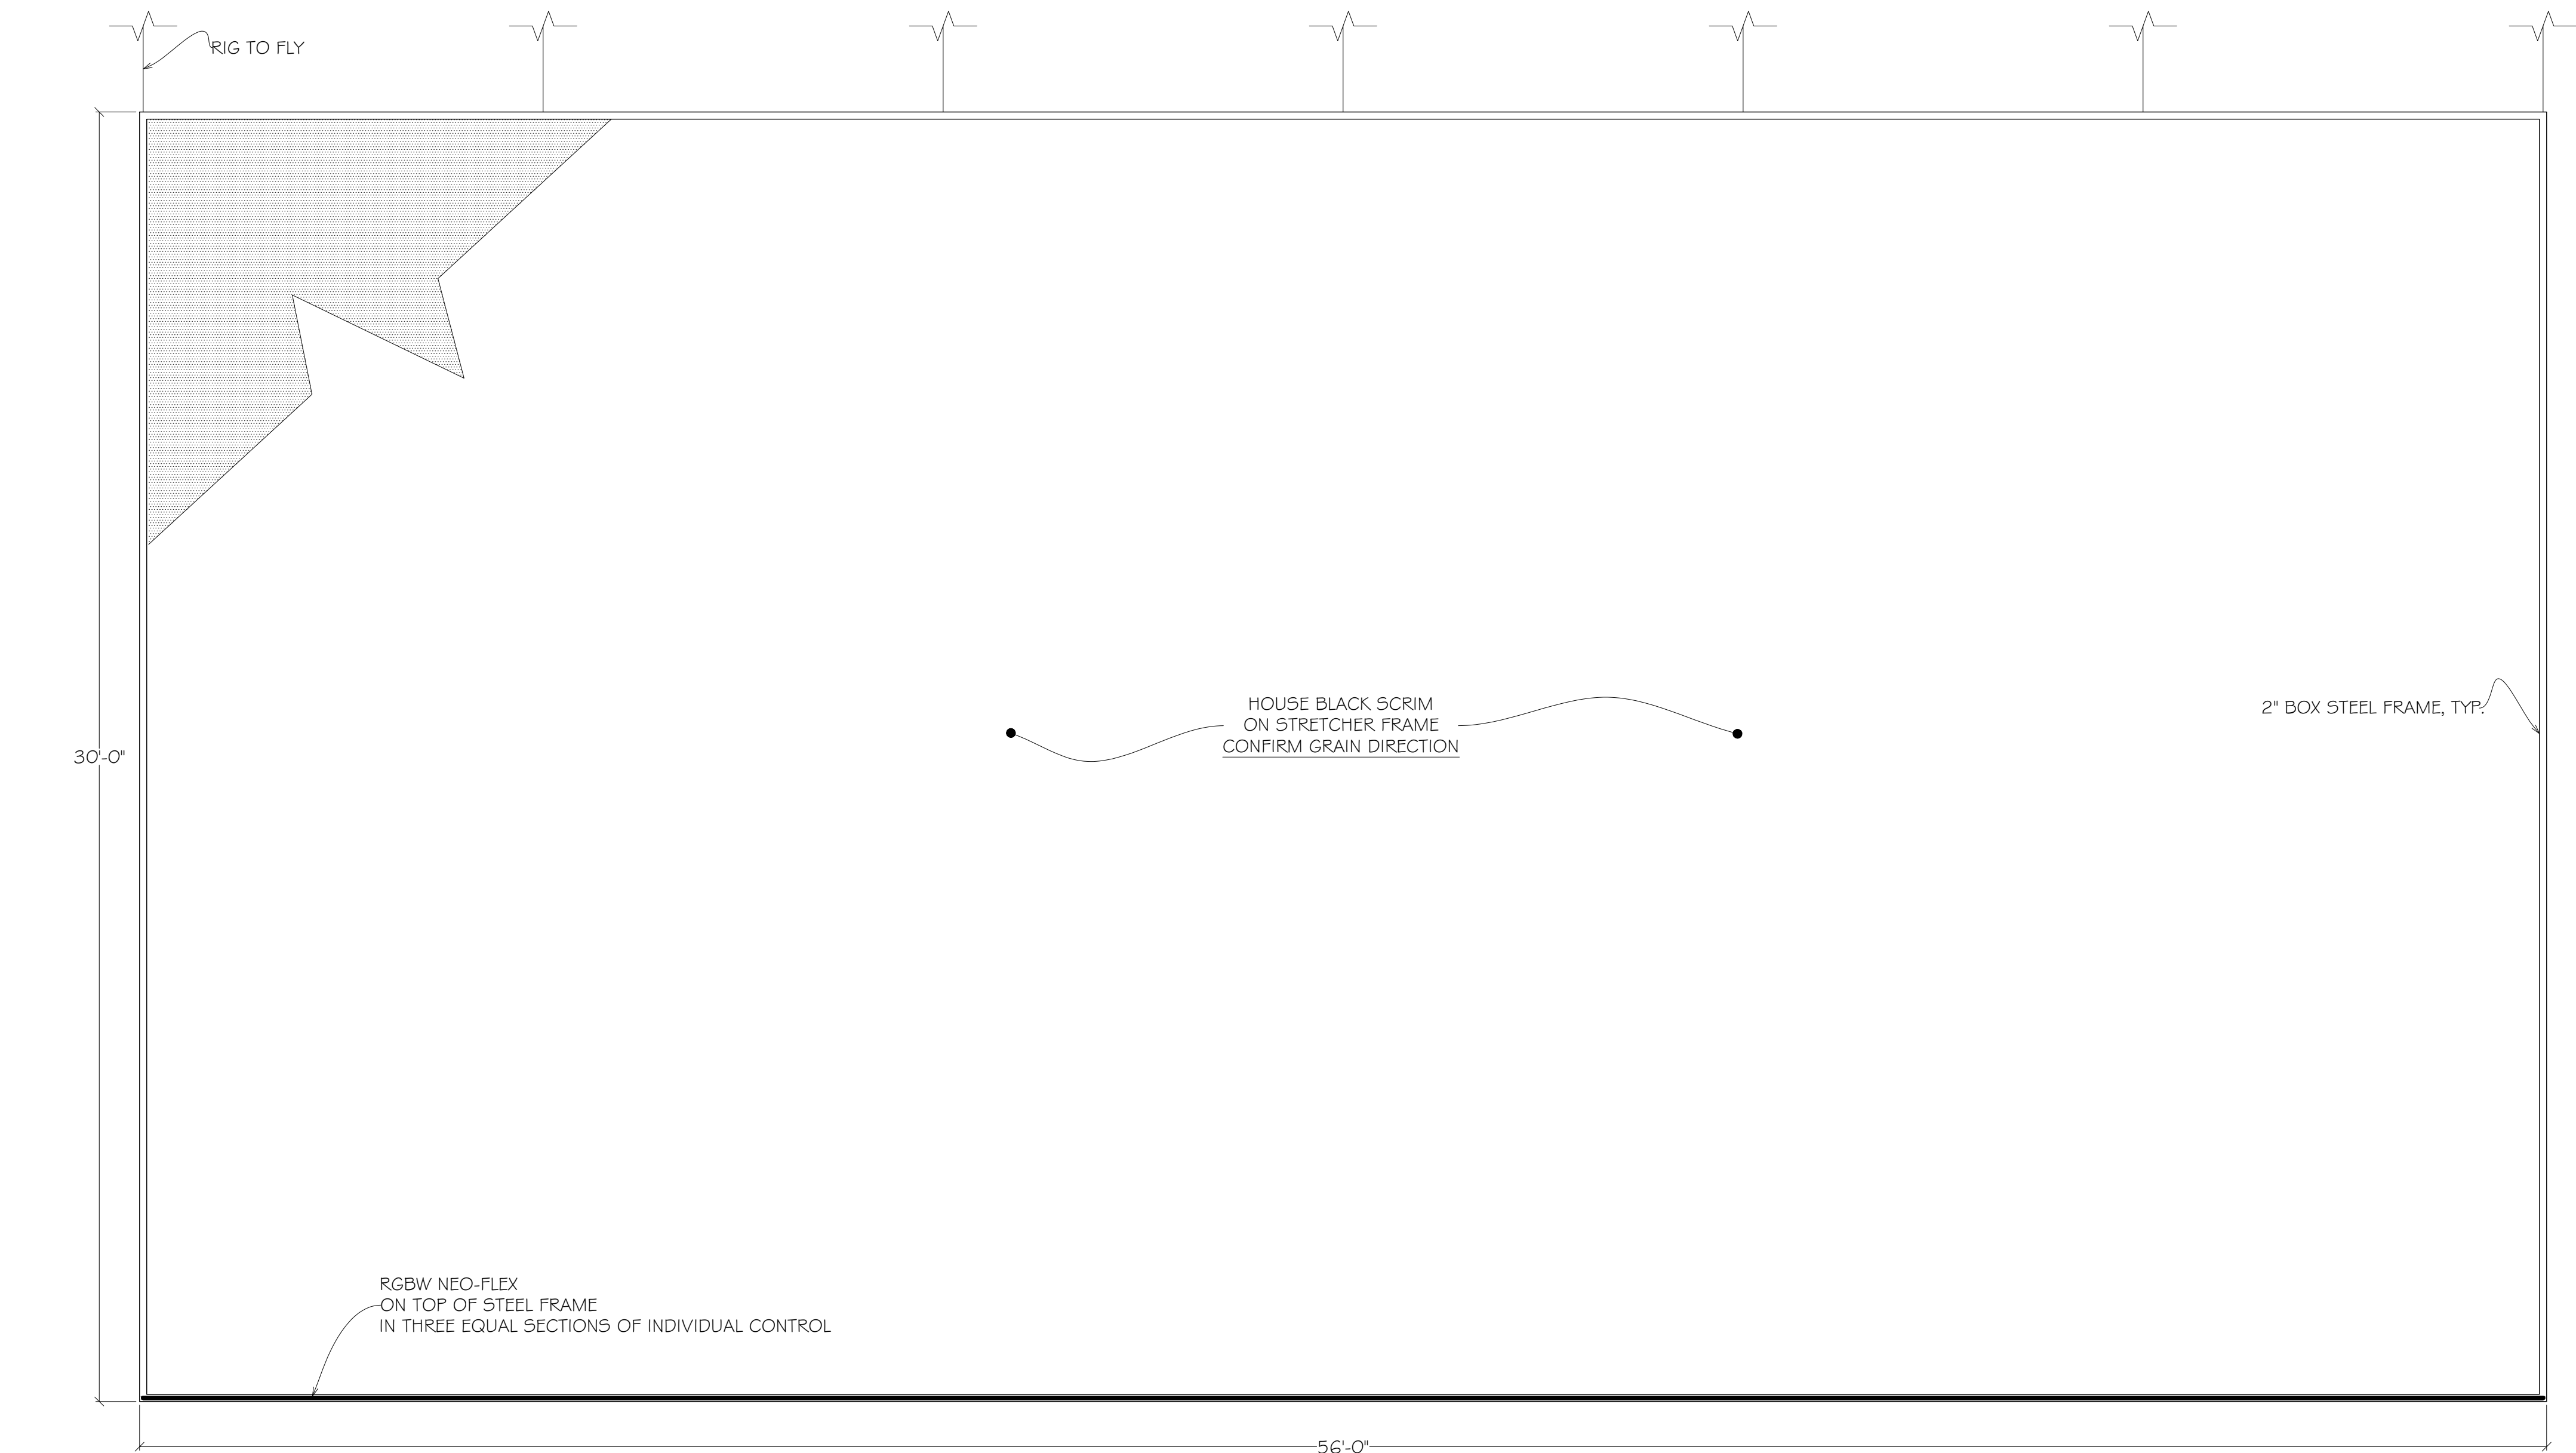 RIG TO FLY
HOUSE BLACK SCRIM
ON STRETCHER FRAME
CONFIRM GRAIN DIRECTION
2" BOX STEEL FRAME, TYP.
30'-0"
RGBW NEO-FLEX
ON TOP OF STEEL FRAME
IN THREE EQUAL SECTIONS OF INDIVIDUAL CONTROL
56'-0"